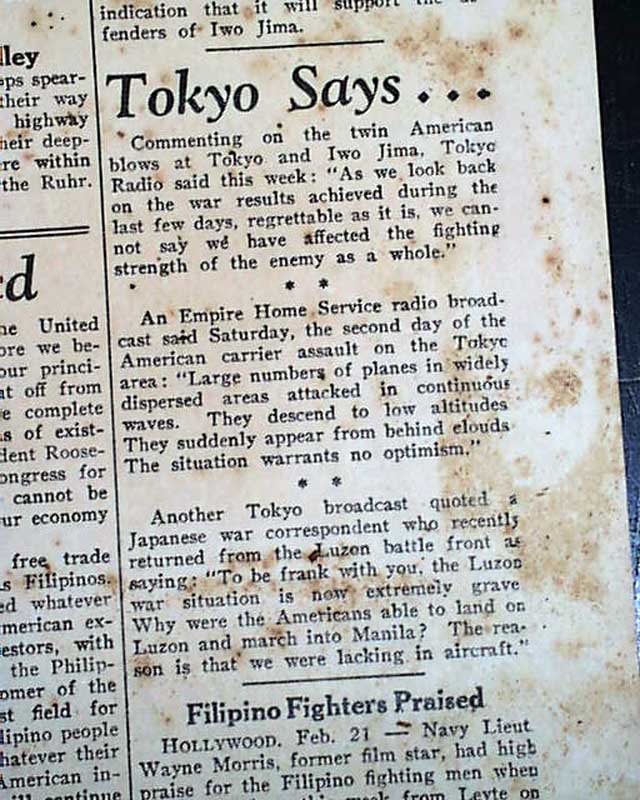 indication that it will support the de-
fenders of Iwo Jima.
lley
ops spear-
their way
highway
heir deep-
re within
the Ruhr.
ed
he United
ore we be-
our princi-
at off from
e complete
s of exist-
dent Roose-
ongress for
cannot be
ur economy
free trade
s Filipinos.
ed whatever
merican ex-
estors, with
the Philip-
omer of the
st field for
lipino people
hatever their
American in-
ill continue
Tokyo Says . . .
Commenting on the twin American
blows at Tokyo and Iwo Jima, Tokyo
Radio said this week: "As we look back
on the war results achieved during the
last few days, regrettable as it is, we can-
not say we have affected the fighting
strength of the enemy as a whole."
* *
An Empire Home Service radio broad-
cast said Saturday, the second day of the
American carrier assault on the Tokyo
area: "Large numbers of planes in widely
dispersed areas attacked in continuous
waves. They descend to low altitudes
They suddenly appear from behind clouds
The situation warrants no optimism."
* *
Another Tokyo broadcast quoted a
Japanese war correspondent who recently
returned from the Luzon battle front as
saying: "To be frank with you, the Luzon
war situation is now extremely grave
Why were the Americans able to land on
Luzon and march into Manila? The rea-
son is that we were lacking in aircraft."
Filipino Fighters Praised
HOLLYWOOD, Feb. 21 — Navy Lieut
Wayne Morris, former film star, had high
praise for the Filipino fighting men when
this week from Leyte on